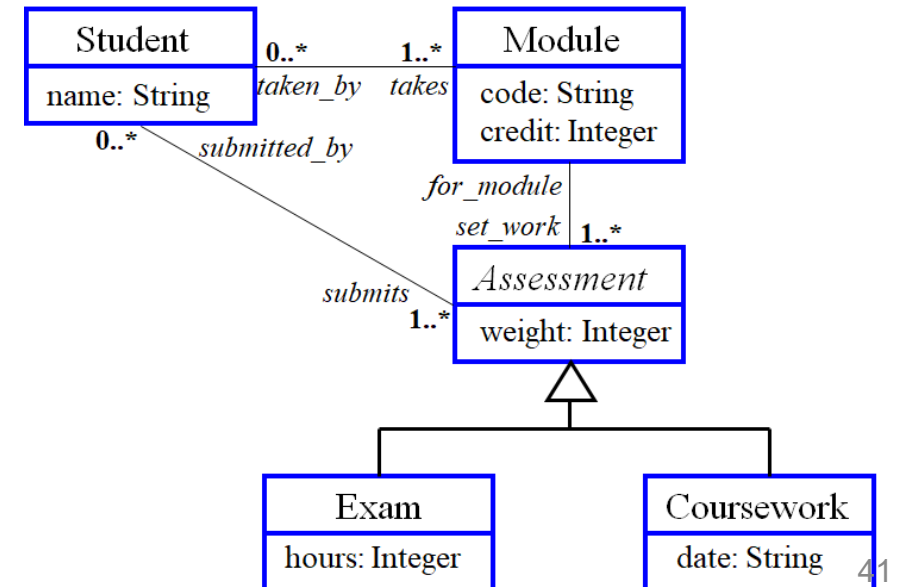 Student
name: String
0..*
1..*
taken_by takes
Module
code: String
credit: Integer
0..*
submitted_by
for_module
set_work
1..*
submits
1..*
Assessment
weight: Integer
Exam
hours: Integer
Coursework
date: String
41